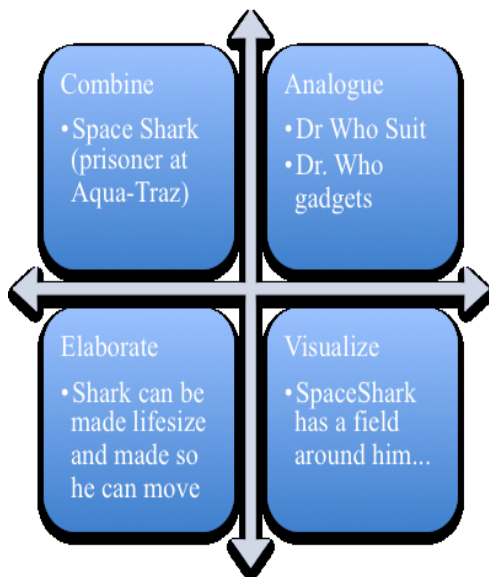 Combine
•Space Shark
(prisoner at
Aqua-Traz)
Analogue
•Dr Who Suit
•Dr. Who
gadgets
Elaborate
•Shark can be
made lifesize
and made so
he can move
Visualize
•SpaceShark
has a field
around him...